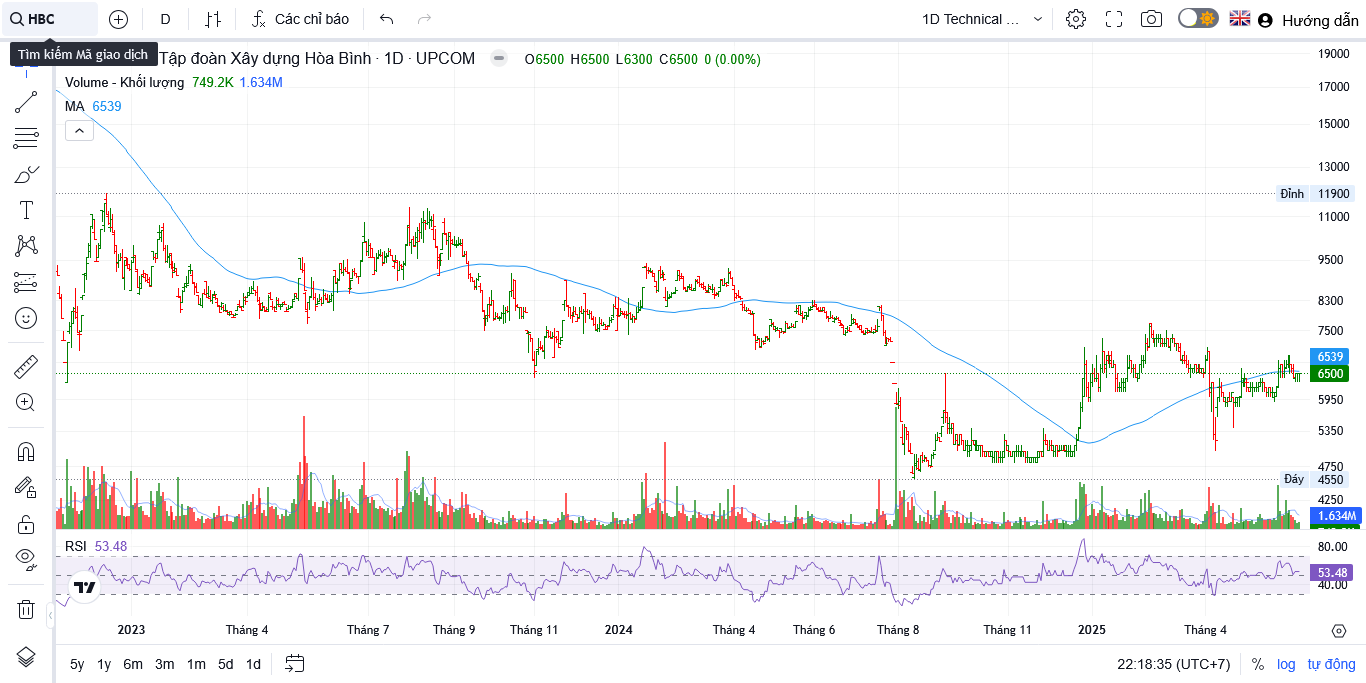 HBC D Các chỉ báo 1D Technical ... Hướng dẫn
Tìm kiếm Mã giao dịch Tập đoàn Xây dựng Hòa Bình · 1D · UPCOM O6500 H6500 L6300 C6500 0 (0.00%)
Volume - Khối lượng 749.2K 1.634M
MA 6539
19000
17000
15000
13000
Đỉnh 11900
11000
9500
8300
7500
6539
6500
5950
5350
4750
Đáy 4550
4250
1.634M
RSI 53.48
80.00
53.48
40.00
2023 Tháng 4 Tháng 7 Tháng 9 Tháng 11 2024 Tháng 4 Tháng 6 Tháng 8 Tháng 11 2025 Tháng 4
5y 1y 6m 3m 1m 5d 1d 22:18:35 (UTC+7) % log tự động